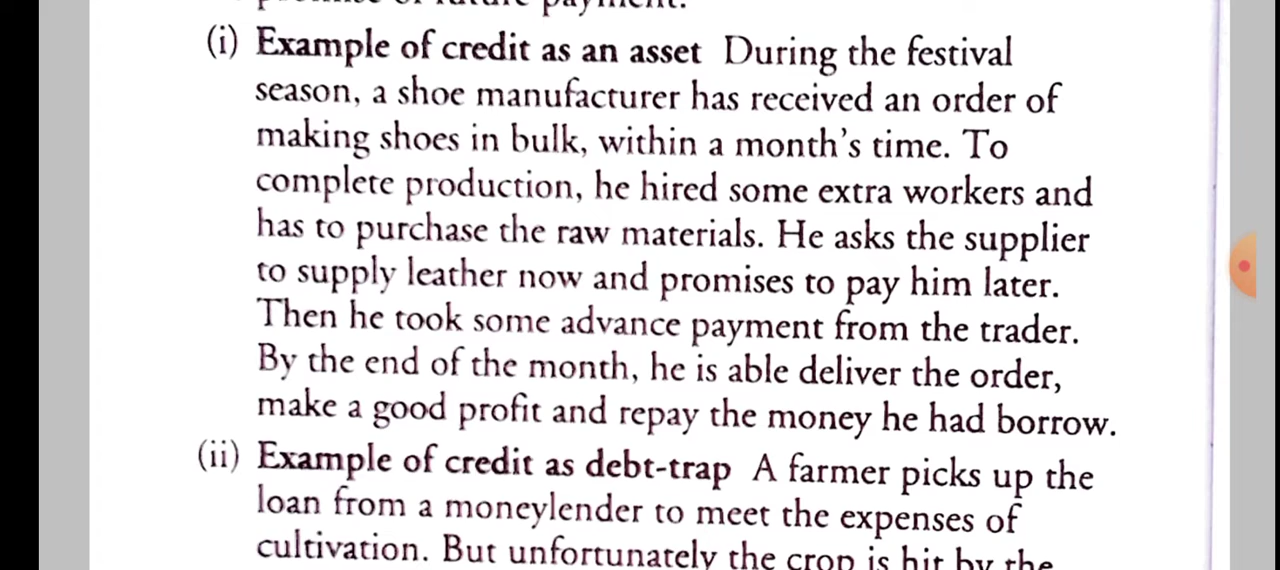 promise of future payment.
(i) Example of credit as an asset During the festival
season, a shoe manufacturer has received an order of
making shoes in bulk, within a month's time. To
complete production, he hired some extra workers and
has to purchase the raw materials. He asks the supplier
to supply leather now and promises to pay him later.
Then he took some advance payment from the trader.
By the end of the month, he is able deliver the order,
make a good profit and repay the money he had borrow.
(ii) Example of credit as debt-trap A farmer picks up the
loan from a moneylender to meet the expenses of
cultivation. But unfortunately the crop is hit by the